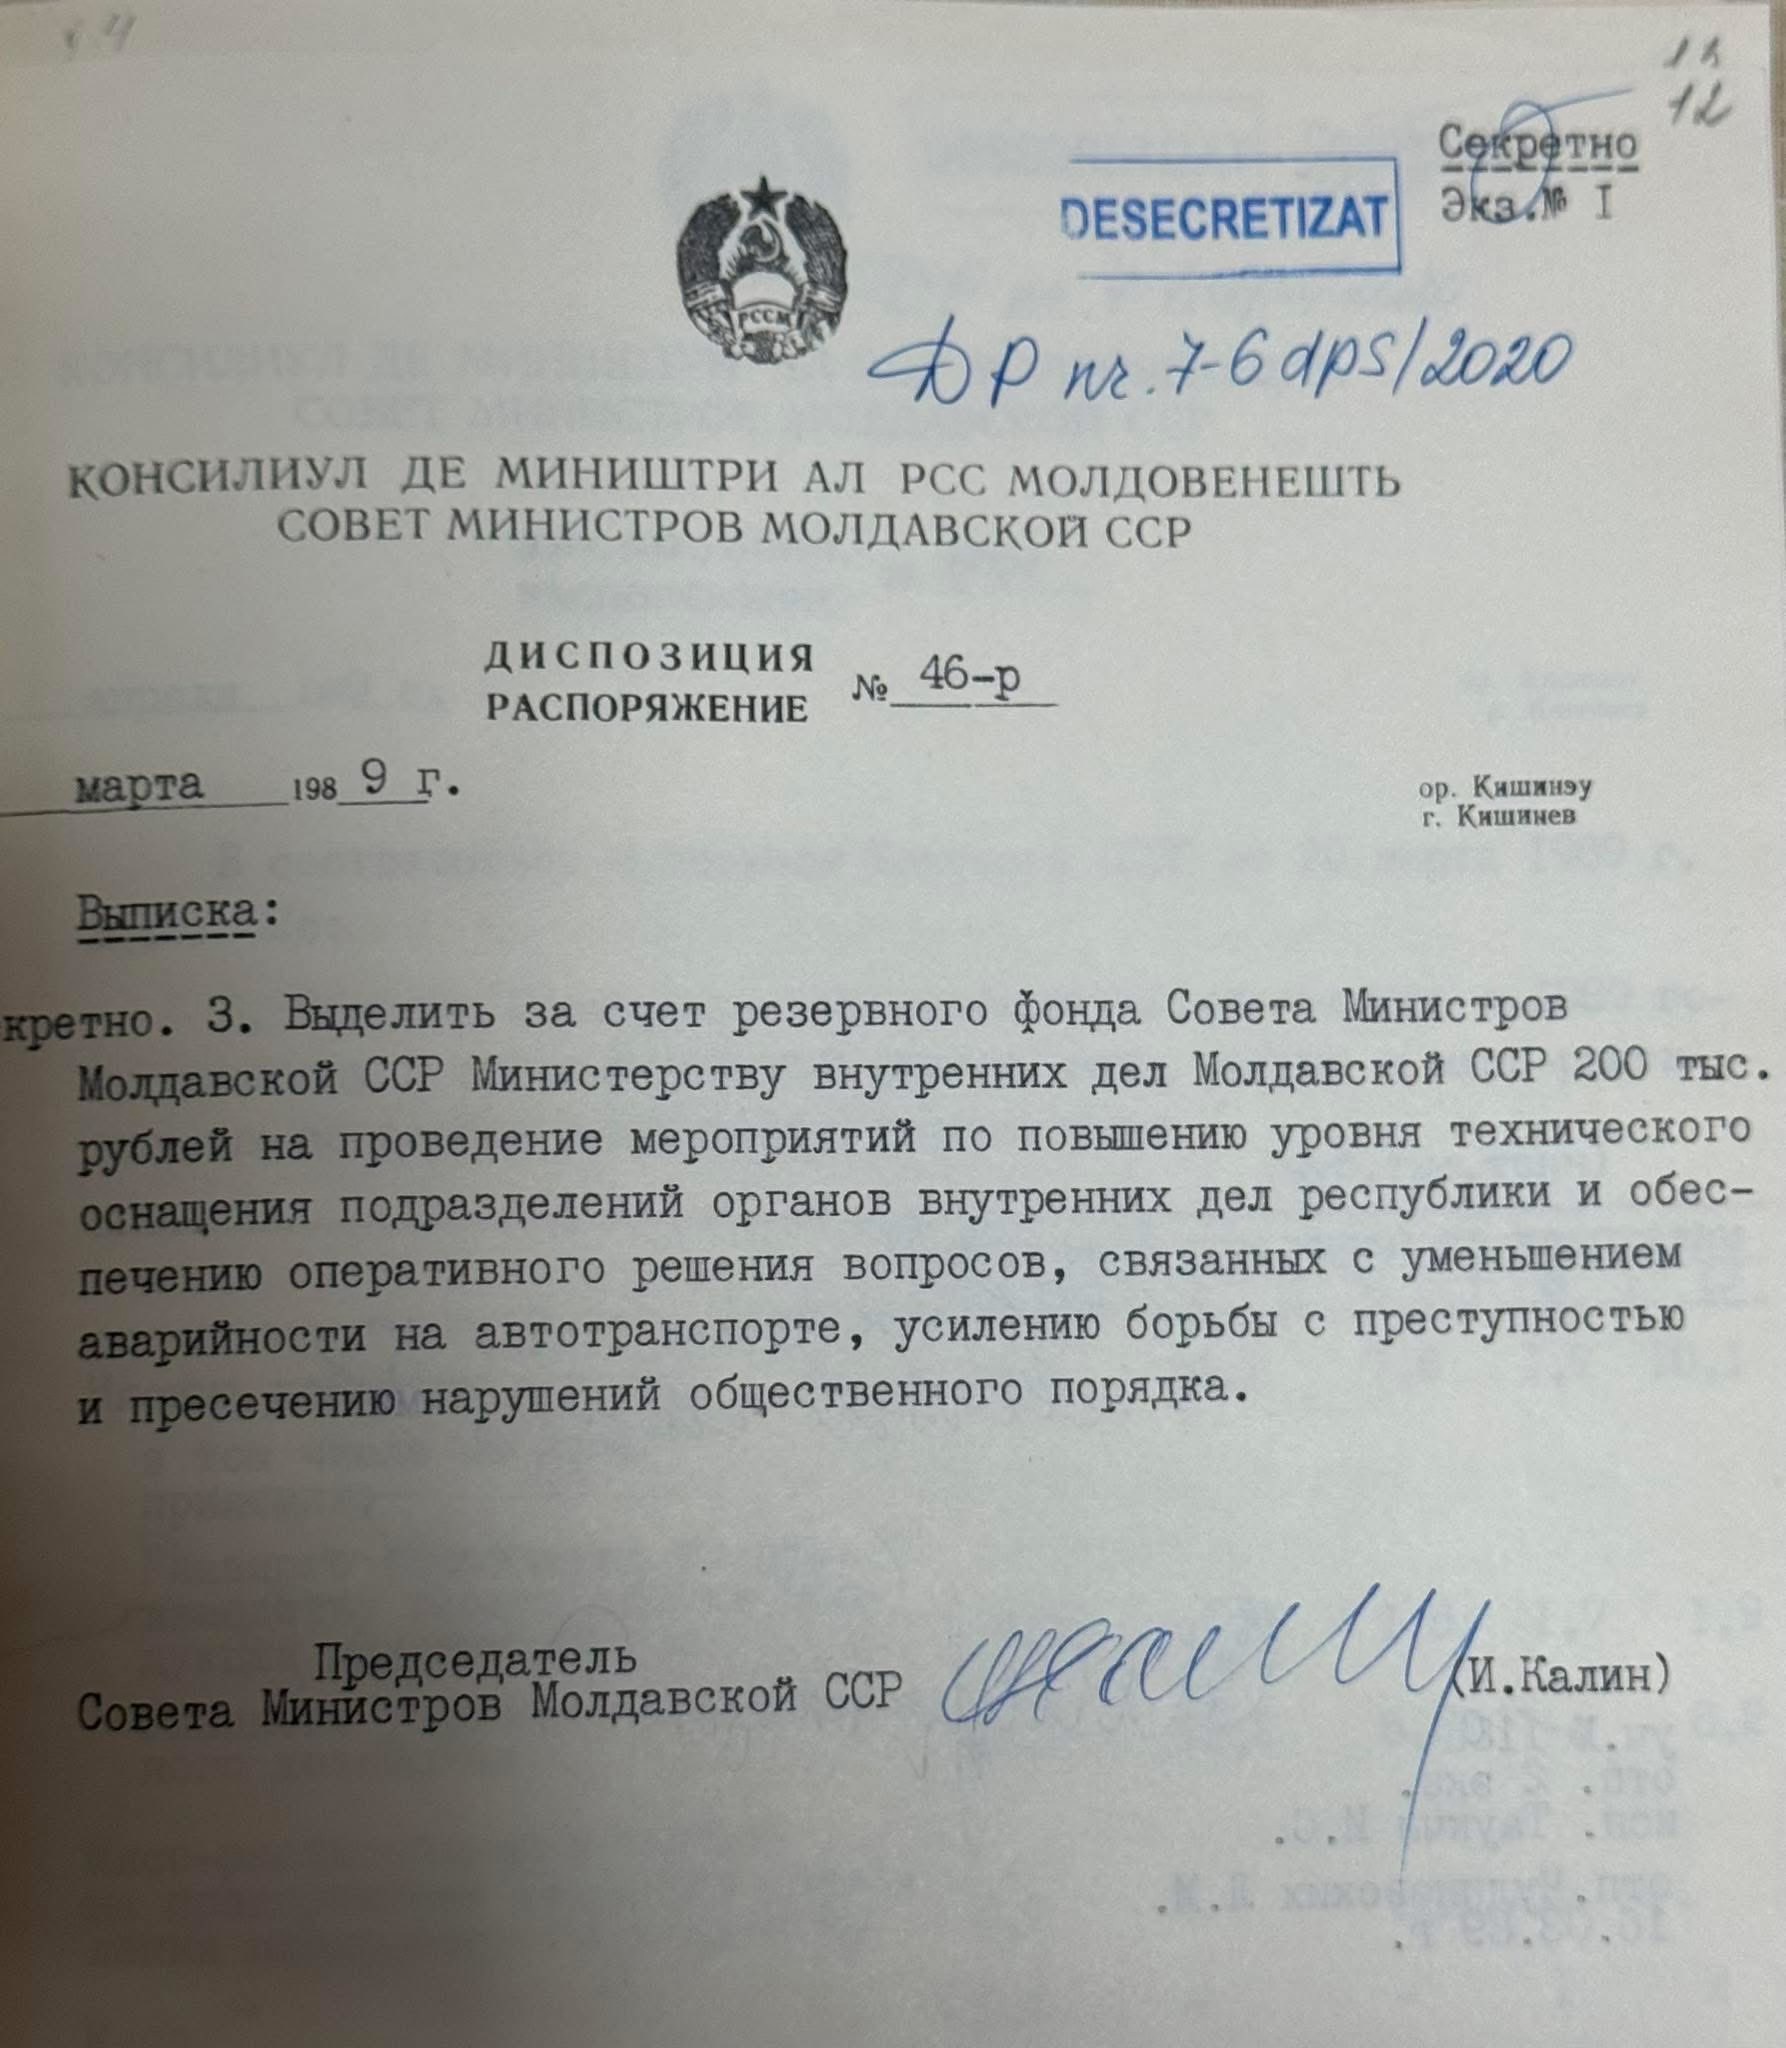 12
Секретно
Экз.№ I
DESECRETIZAT
РССМ
DP nr. 7-6 dps/2020
КОНСИЛИУЛ ДЕ МИНИШТРИ АЛ РСС МОЛДОВЕНЕШТЬ
СОВЕТ МИНИСТРОВ МОЛДАВСКОЙ ССР
ДИСПОЗИЦИЯ
РАСПОРЯЖЕНИЕ № 46-р
марта 1989 г.
ор. Кишинэу
г. Кишинев
Выписка:
кретно. 3. Выделить за счет резервного фонда Совета Министров
Молдавской ССР Министерству внутренних дел Молдавской ССР 200 тыс.
рублей на проведение мероприятий по повышению уровня технического
оснащения подразделений органов внутренних дел республики и обес-
печению оперативного решения вопросов, связанных с уменьшением
аварийности на автотранспорте, усилению борьбы с преступностью
и пресечению нарушений общественного порядка.
Председатель
Совета Министров Молдавской ССР (И.Калин)